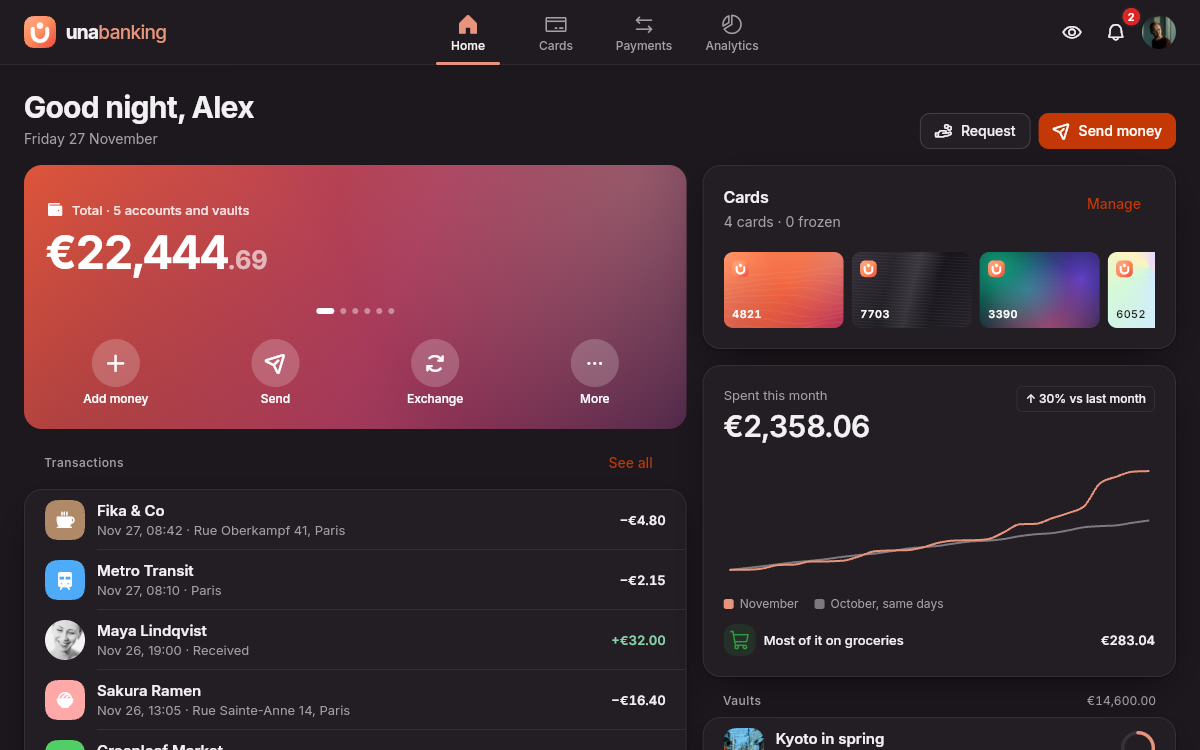 unabanking
Home
Cards
Payments
Analytics
2
Good night, Alex
Friday 27 November
Request
Send money
Total · 5 accounts and vaults
€22,444.69
Add money
Send
Exchange
More
Cards
4 cards · 0 frozen
Manage
4821
7703
3390
6052
Spent this month
€2,358.06
↑ 30% vs last month
November
October, same days
Most of it on groceries
€283.04
Transactions
See all
Fika & Co
Nov 27, 08:42 · Rue Oberkampf 41, Paris
−€4.80
Metro Transit
Nov 27, 08:10 · Paris
−€2.15
Maya Lindqvist
Nov 26, 19:00 · Received
+€32.00
Sakura Ramen
Nov 26, 13:05 · Rue Sainte-Anne 14, Paris
−€16.40
Greenleaf Market
Vaults
€14,600.00
Kyoto in spring